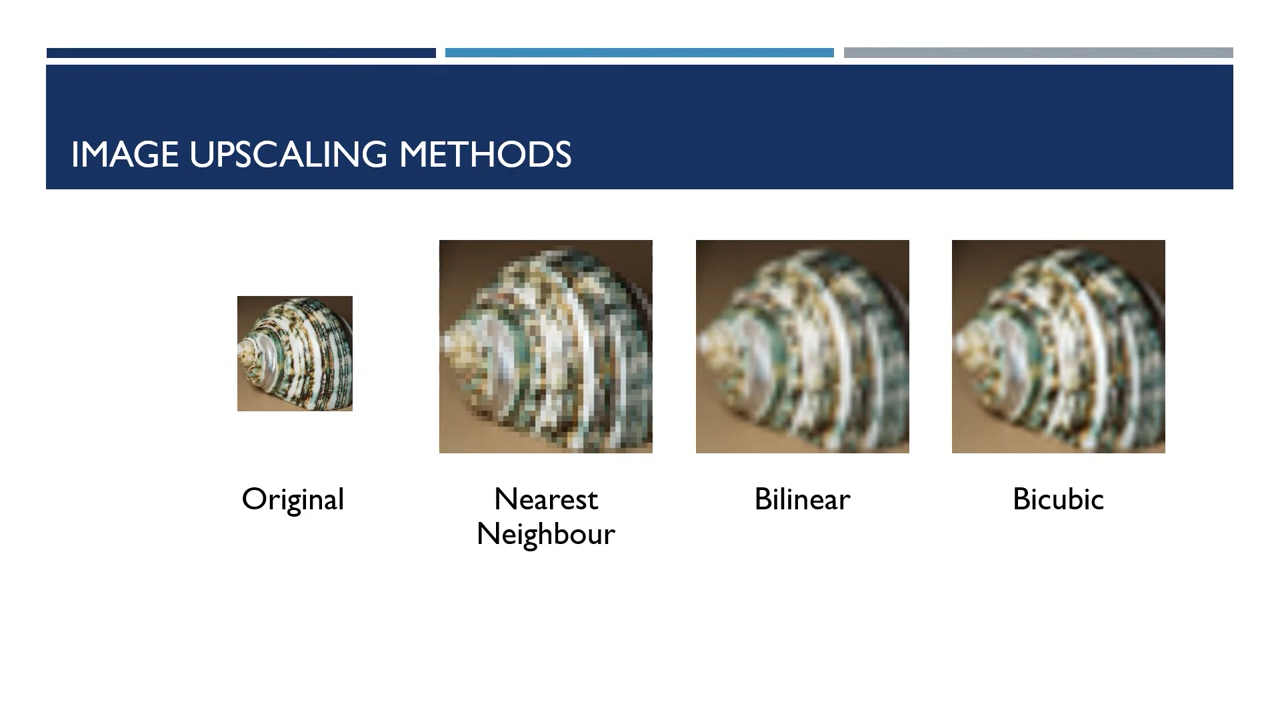 IMAGE UPSCALING METHODS
Original
Nearest
Neighbour
Bilinear
Bicubic